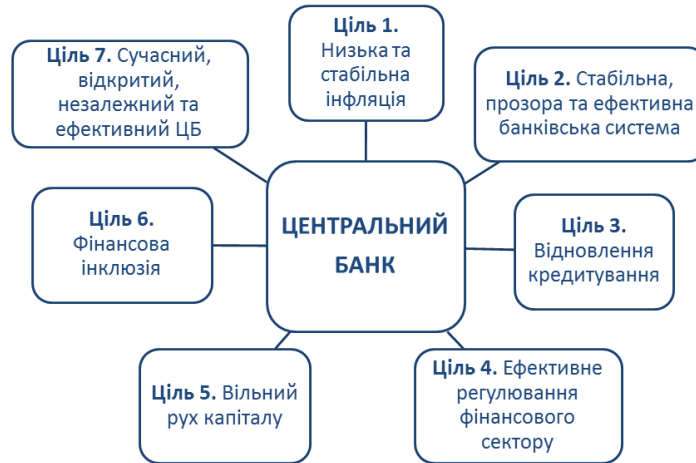 Ціль 1.
Низька та
стабільна
інфляція
Ціль 2. Стабільна,
прозора та ефективна
банківська система
Ціль 3.
Відновлення
кредитування
Ціль 4. Ефективне
регулювання
фінансового
сектору
Ціль 5. Вільний
рух капіталу
Ціль 6.
Фінансова
інклюзія
Ціль 7. Сучасний,
відкритий,
незалежний та
ефективний ЦБ
ЦЕНТРАЛЬНИЙ
БАНК